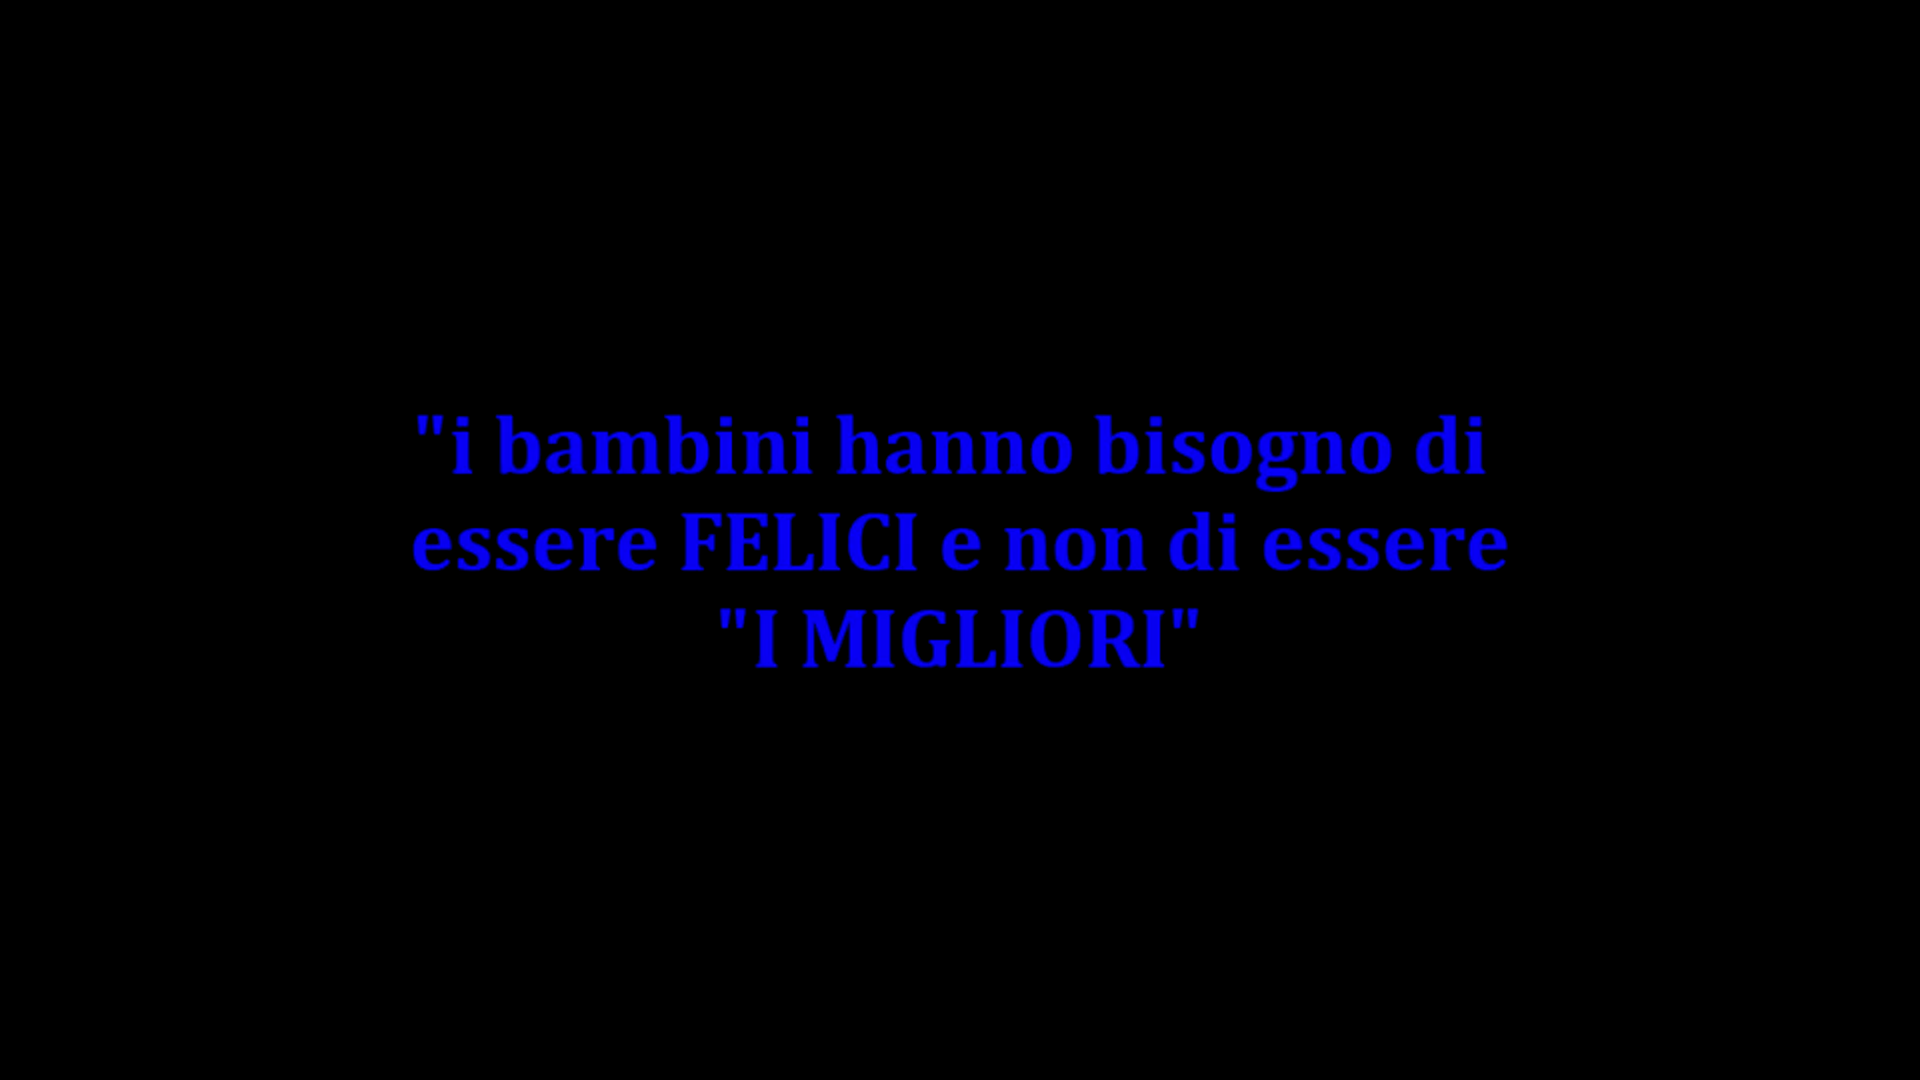 "i bambini hanno bisogno di
essere FELICI e non di essere
"I MIGLIORI"